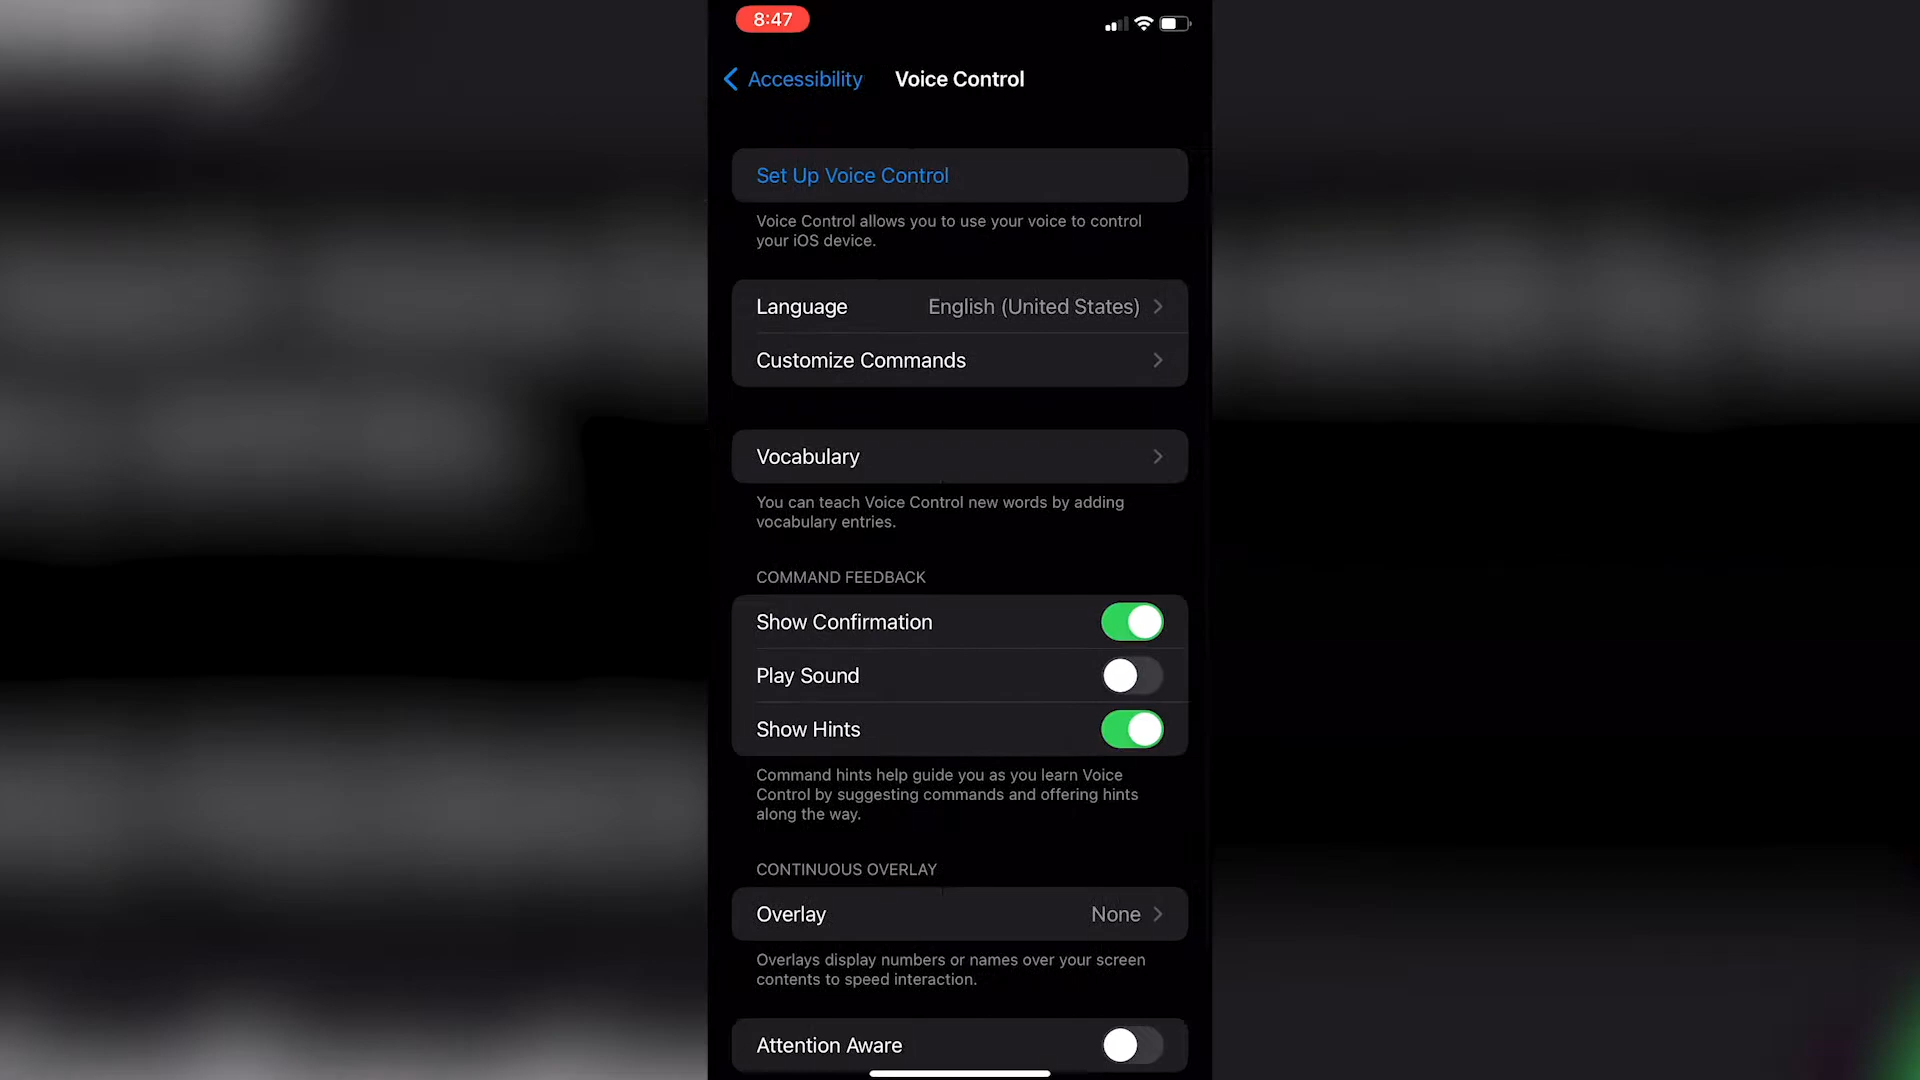 8:47
Accessibility
Voice Control
Set Up Voice Control
Voice Control allows you to use your voice to control
your iOS device.
Language English (United States)
Customize Commands
Vocabulary
You can teach Voice Control new words by adding
vocabulary entries.
COMMAND FEEDBACK
Show Confirmation
Play Sound
Show Hints
Command hints help guide you as you learn Voice
Control by suggesting commands and offering hints
along the way.
CONTINUOUS OVERLAY
Overlay None
Overlays display numbers or names over your screen
contents to speed interaction.
Attention Aware